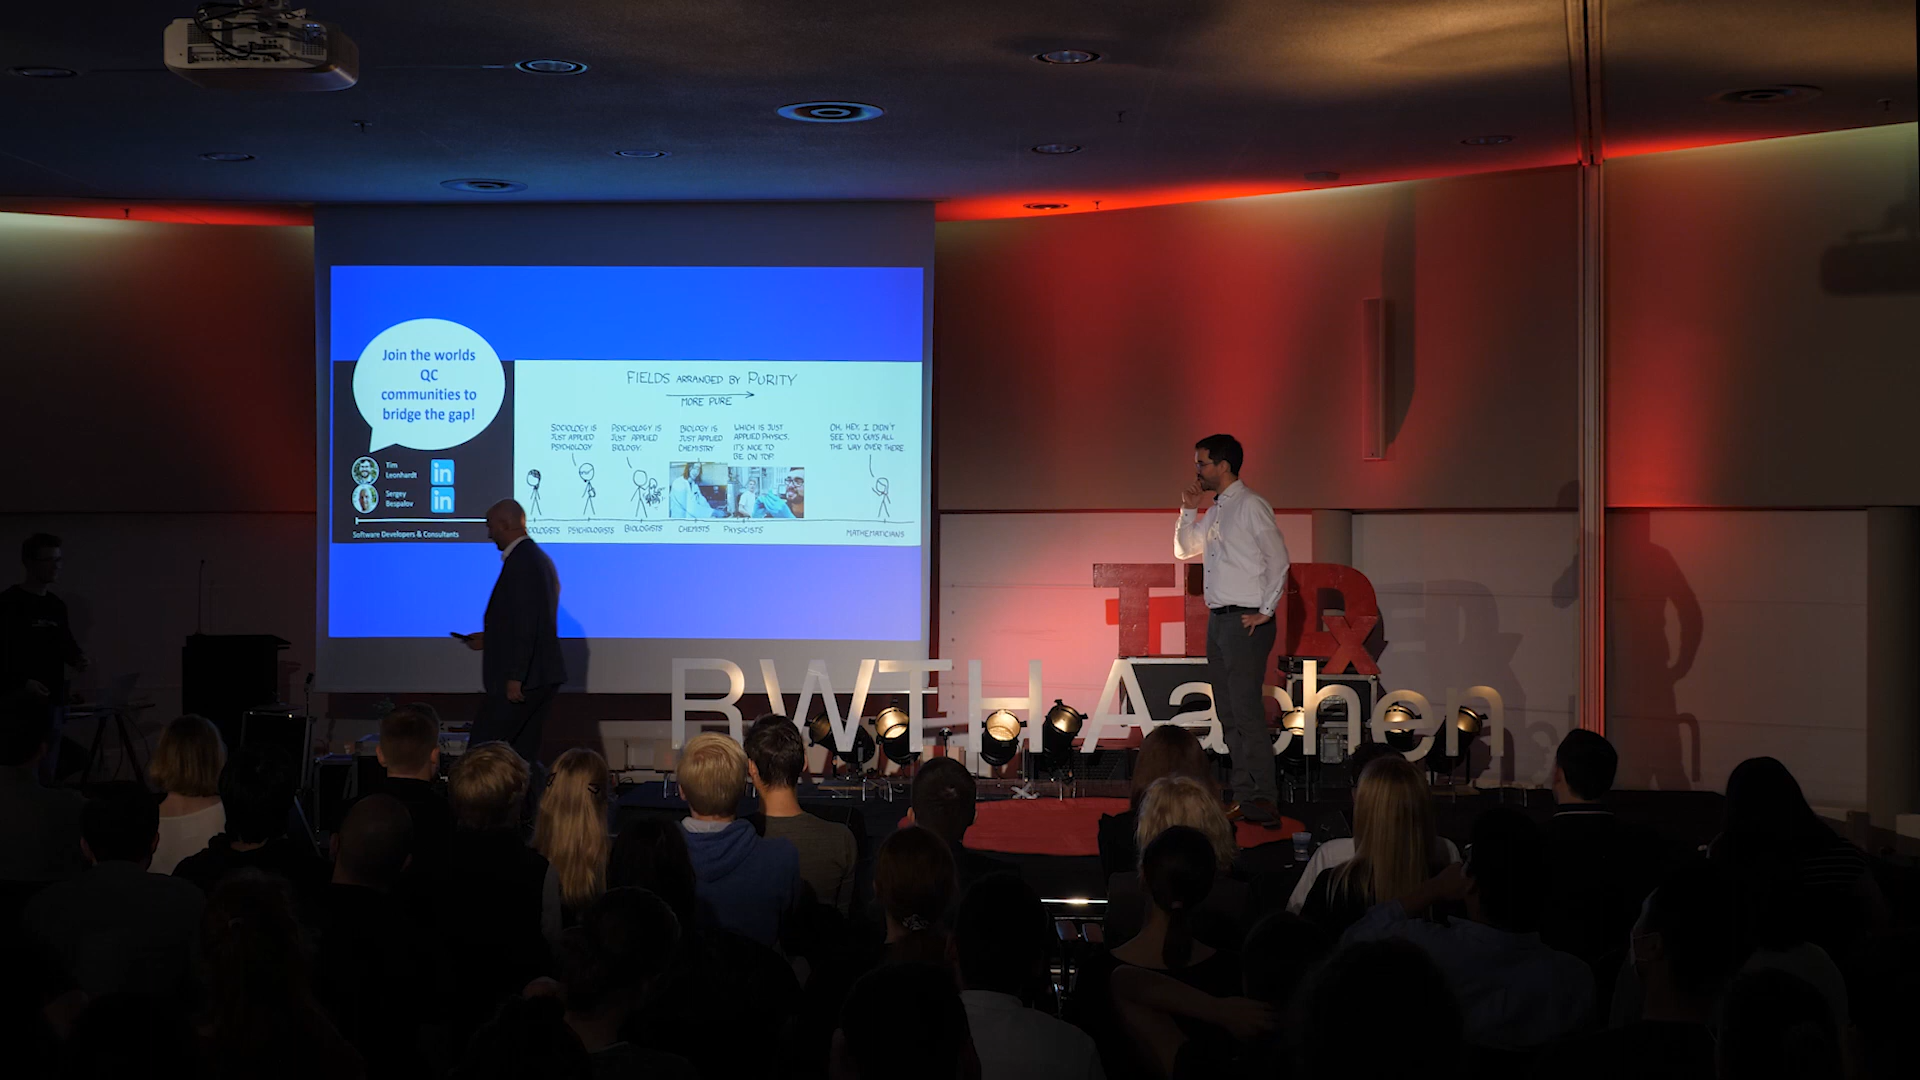 Join the worlds
QC
communities to
bridge the gap!
Tim
Leonhardt
in
Sergey
Bespalov
in
Software Developers & Consultants
FIELDS ARRANGED BY PURITY
MORE PURE
SOCIOLOGY IS
JUST APPLIED
PSYCHOLOGY
PSYCHOLOGY IS
JUST APPLIED
BIOLOGY.
BIOLOGY IS
JUST APPLIED
CHEMISTRY
WHICH IS JUST
APPLIED PHYSICS.
IT'S NICE TO
BE ON TOP.
OH, HEY, I DIDN'T
SEE YOU GUYS ALL
THE WAY OVER THERE.
PSYCHOLOGISTS
BIOLOGISTS
CHEMISTS
PHYSICISTS
MATHEMATICIANS
TEDx
RWTH Aachen